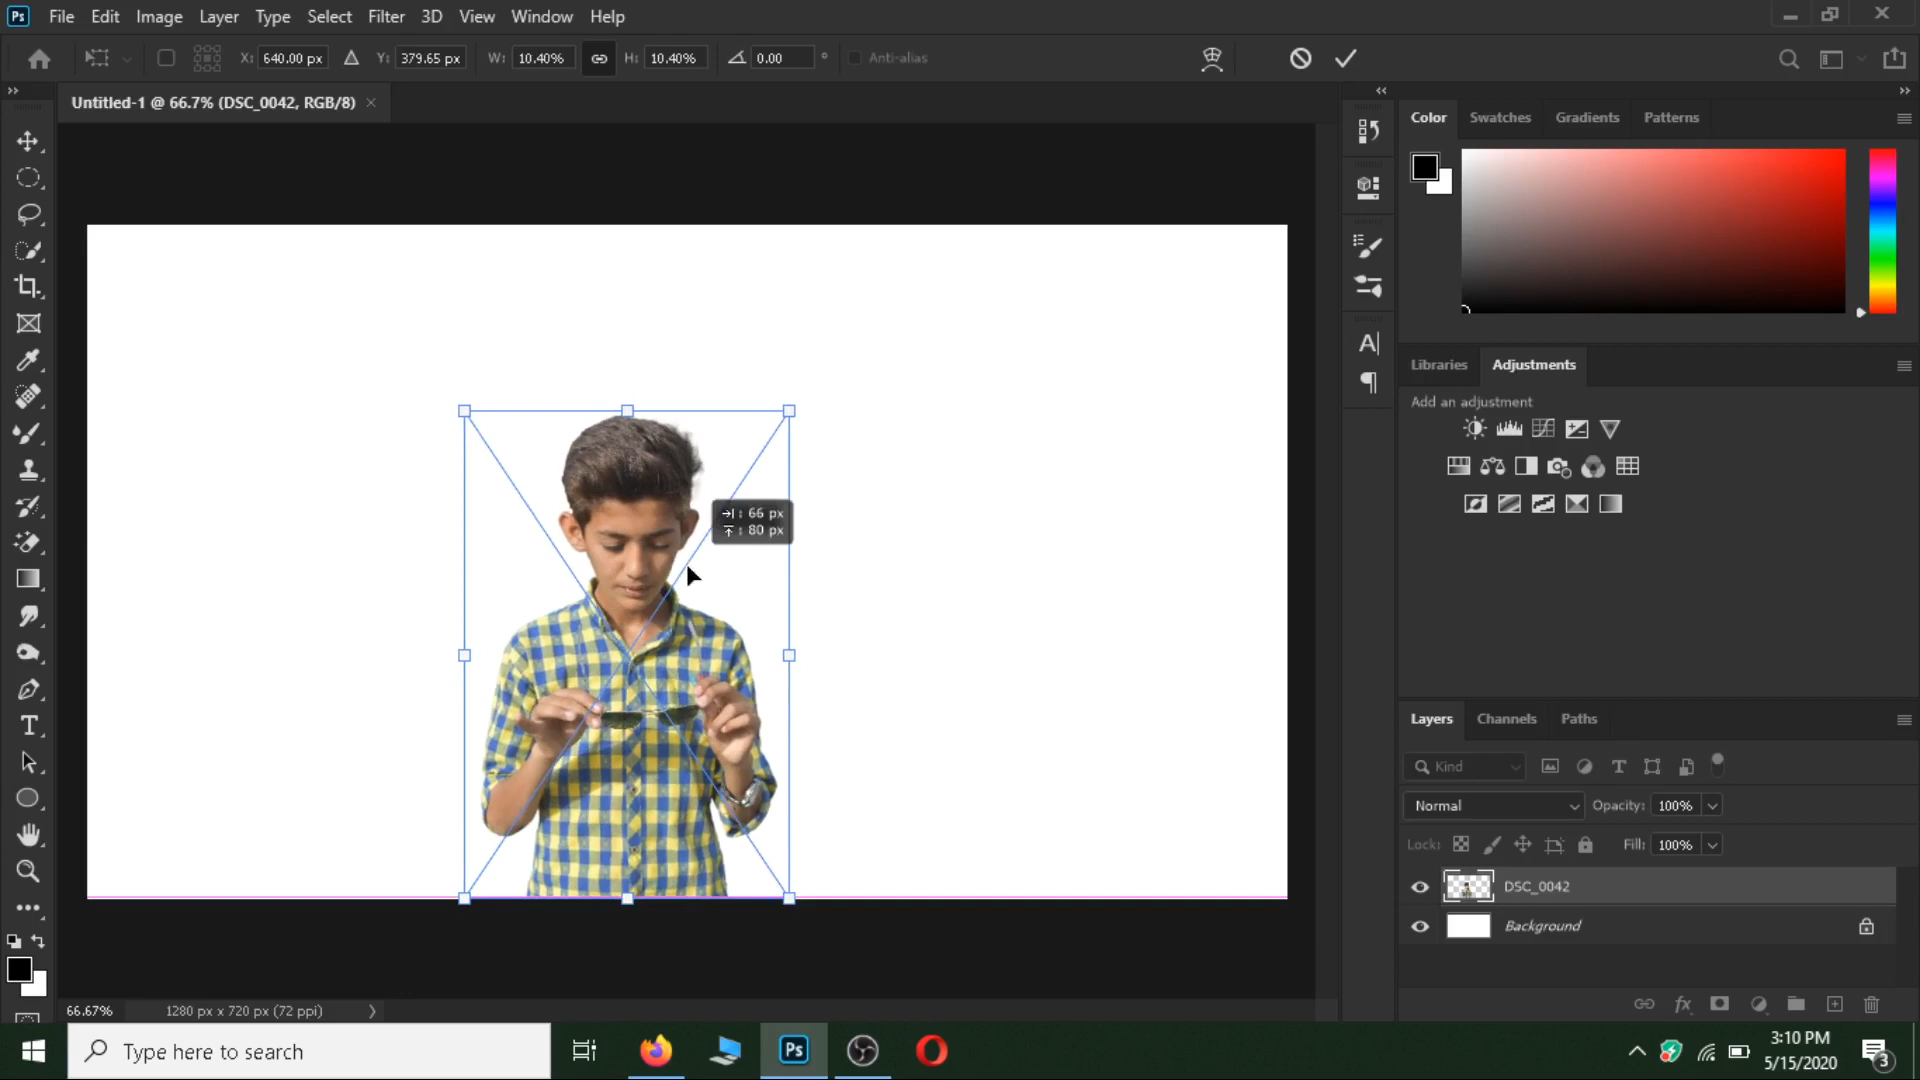 Ps File Edit Image Layer Type Select Filter 3D View Window Help
X: 640.00 px Y: 379.65 px W: 10.40% H: 10.40% 0.00 ° Anti-alias
Untitled-1 @ 66.7% (DSC_0042, RGB/8)
Color Swatches Gradients Patterns
Libraries Adjustments
Add an adjustment
: 66 px
: 80 px
Layers Channels Paths
Kind
Normal Opacity: 100%
Lock: Fill: 100%
DSC_0042
Background
66.67% 1280 px x 720 px (72 ppi)
Type here to search
Ps
3:10 PM
5/15/2020
3